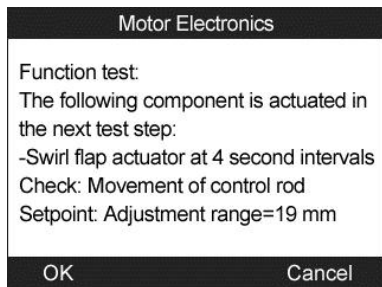 Motor Electronics
Function test:
The following component is actuated in
the next test step:
-Swirl flap actuator at 4 second intervals
Check: Movement of control rod
Setpoint: Adjustment range=19 mm
OK
Cancel